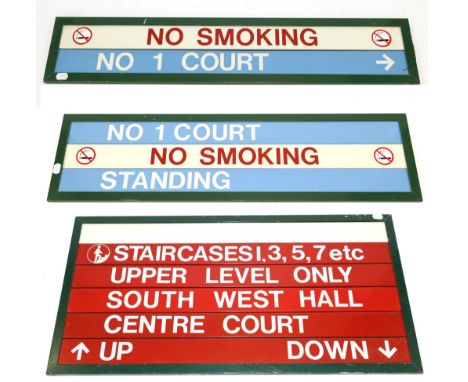 NO SMOKING
NO 1 COURT →
NO 1 COURT
NO SMOKING
STANDING
STAIRCASES 1, 3, 5, 7 etc
UPPER LEVEL ONLY
SOUTH WEST HALL
CENTRE COURT
↑ UP DOWN ↓